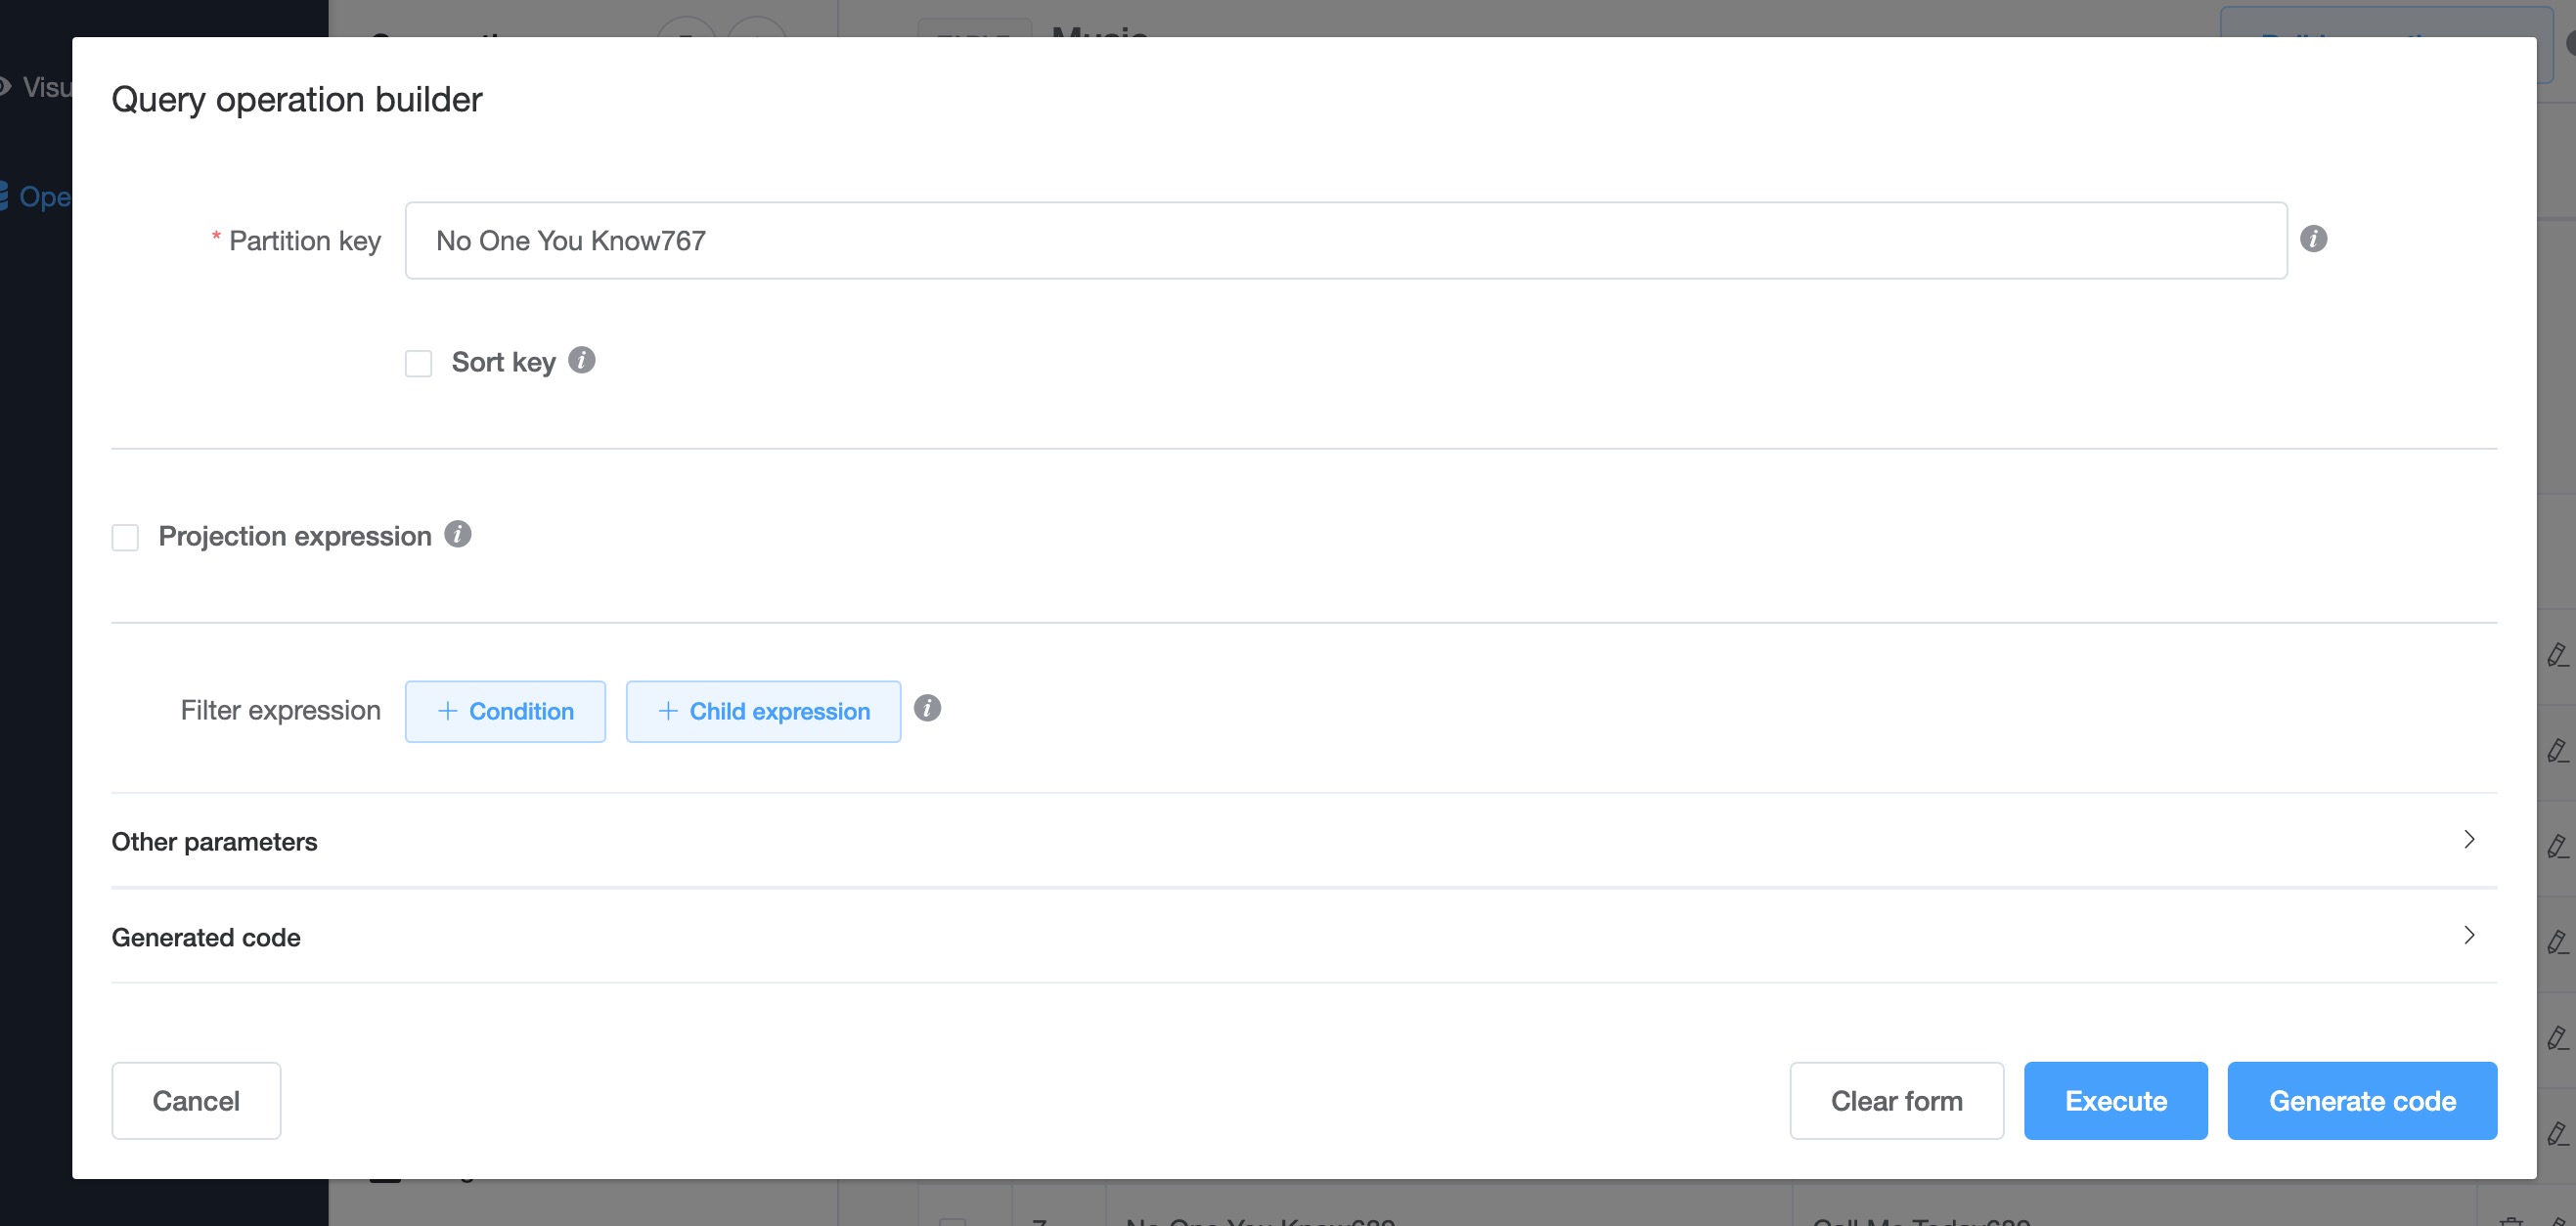 Music
Visu
Query operation builder
Ope
* Partition key
No One You Know767
Sort key
Projection expression
Filter expression
+ Condition
+ Child expression
Other parameters
Generated code
Cancel
Clear form
Execute
Generate code